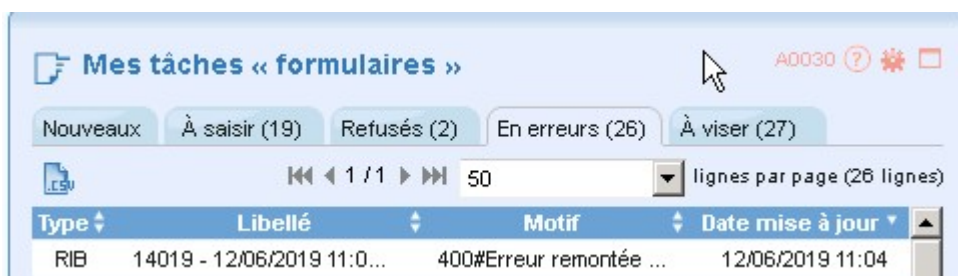 Mes tâches « formulaires »
A0030 ?
Nouveaux À saisir (19) Refusés (2) En erreurs (26) À viser (27)
.CSV 1 / 1 50 lignes par page (26 lignes)
Type Libellé Motif Date mise à jour
RIB 14019 - 12/06/2019 11:0... 400#Erreur remontée ... 12/06/2019 11:04